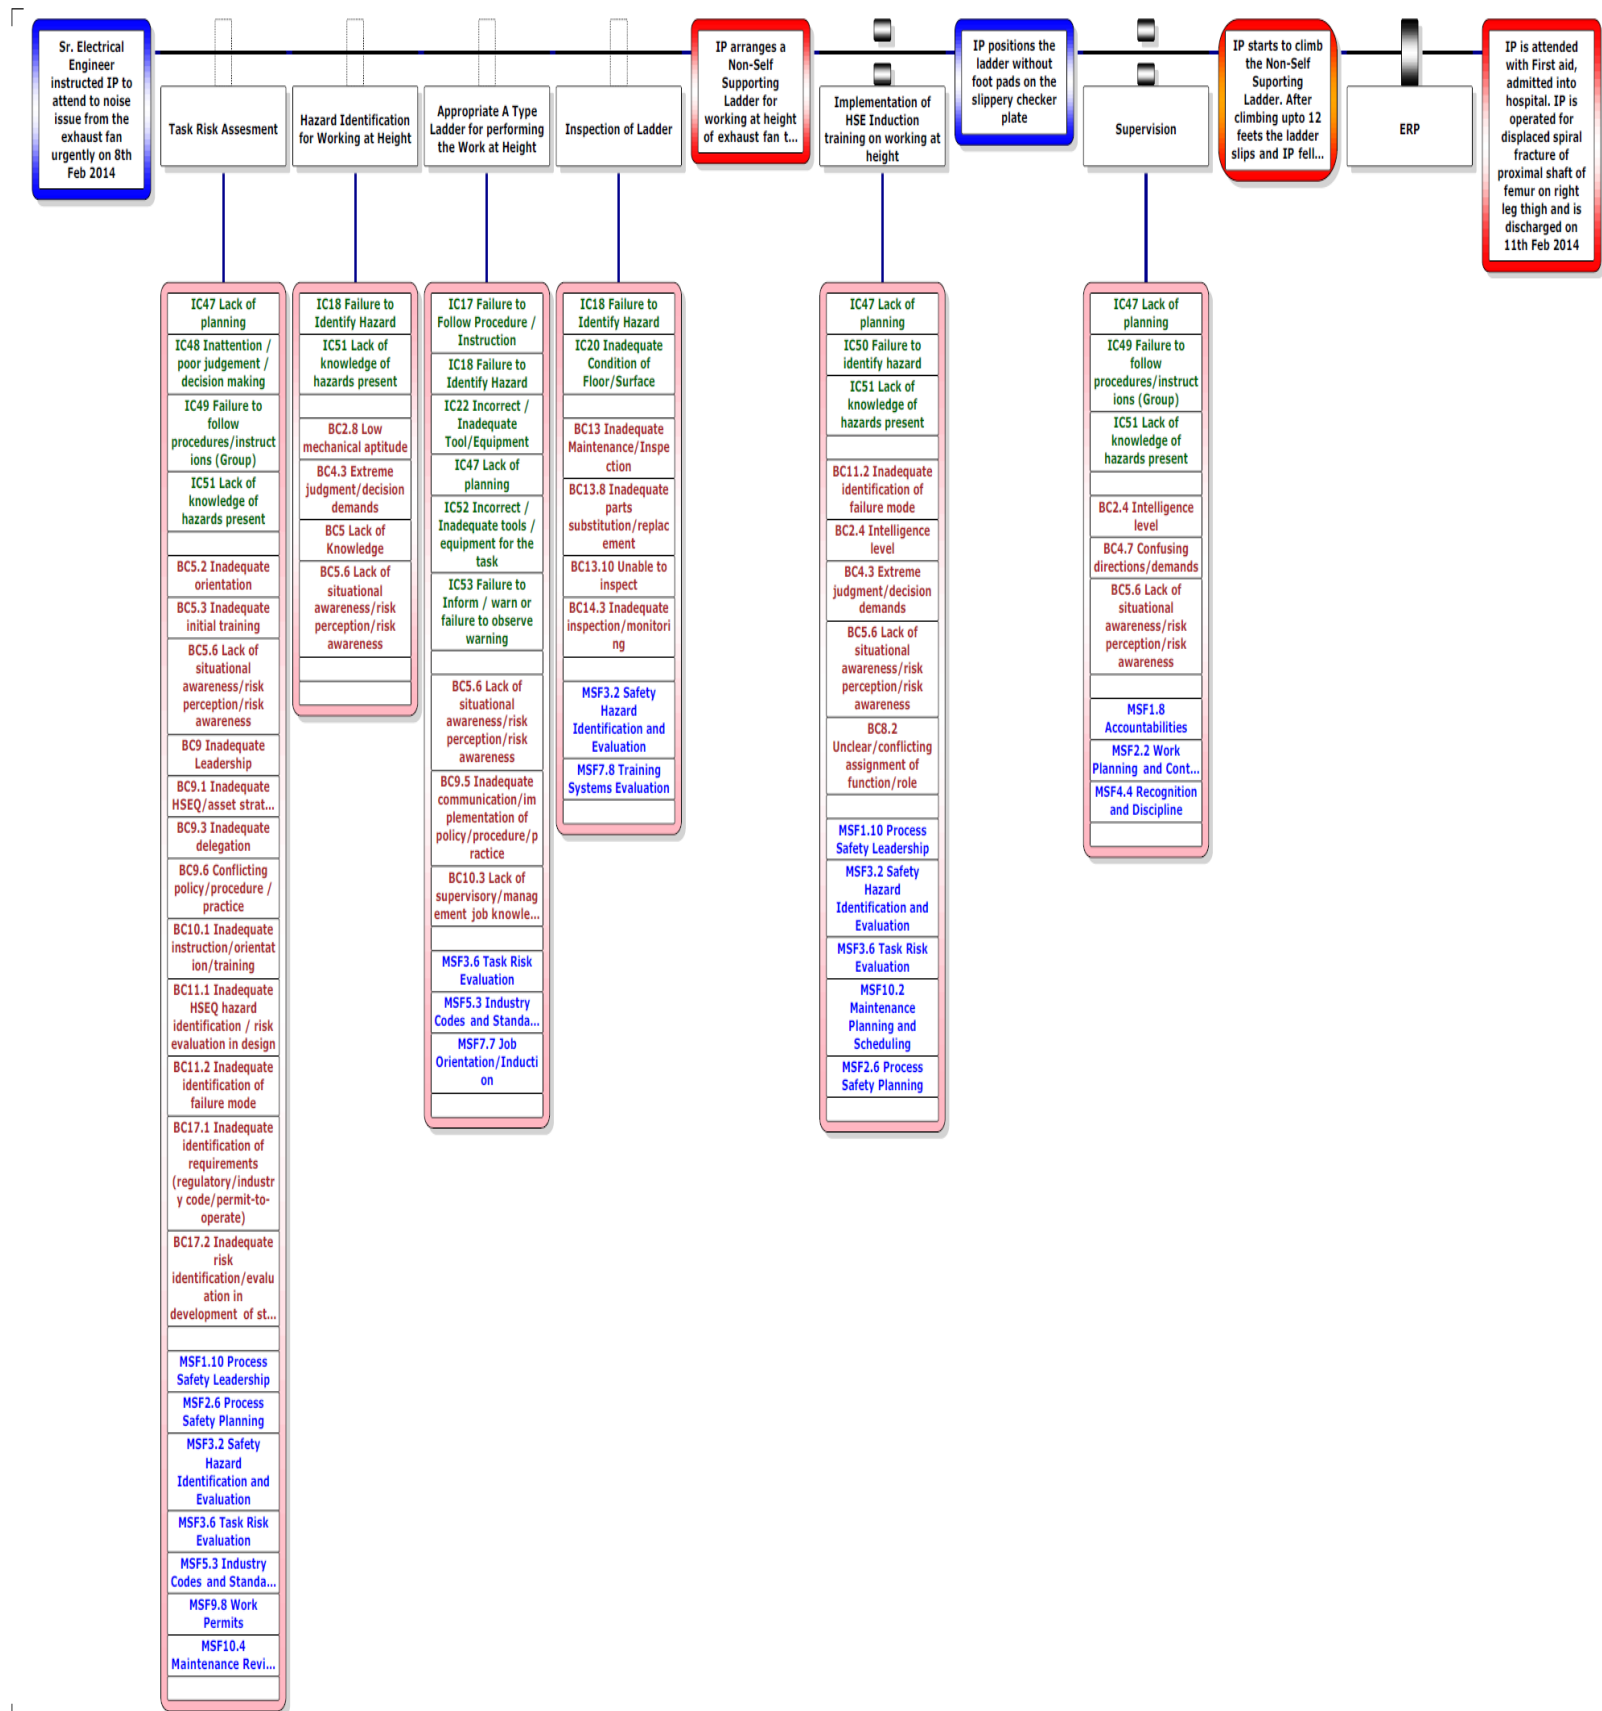 Sr. Electrical
Engineer
instructed IP to
attend to noise
issue from the
exhaust fan
urgently on 8th
Feb 2014
Task Risk Assesment
Hazard Identification
for Working at Height
Appropriate A Type
Ladder for performing
the Work at Height
Inspection of Ladder
IP arranges a
Non-Self
Supporting
Ladder for
working at height
of exhaust fan t...
Implementation of
HSE Induction
training on working at
height
IP positions the
ladder without
foot pads on the
slippery checker
plate
Supervision
IP starts to climb
the Non-Self
Suporting
Ladder. After
climbing upto 12
feets the ladder
slips and IP fell...
ERP
IP is attended
with First aid,
admitted into
hospital. IP is
operated for
displaced spiral
fracture of
proximal shaft of
femur on right
leg thigh and is
discharged on
11th Feb 2014
IC47 Lack of
planning
IC48 Inattention /
poor judgement /
decision making
IC49 Failure to
follow
procedures/instruct
ions (Group)
IC51 Lack of
knowledge of
hazards present
BC5.2 Inadequate
orientation
BC5.3 Inadequate
initial training
BC5.6 Lack of
situational
awareness/risk
perception/risk
awareness
BC9 Inadequate
Leadership
BC9.1 Inadequate
HSEQ/asset strat...
BC9.3 Inadequate
delegation
BC9.6 Conflicting
policy/procedure /
practice
BC10.1 Inadequate
instruction/orientat
ion/training
BC11.1 Inadequate
HSEQ hazard
identification / risk
evaluation in design
BC11.2 Inadequate
identification of
failure mode
BC17.1 Inadequate
identification of
requirements
(regulatory/industr
y code/permit-to-
operate)
BC17.2 Inadequate
risk
identification/evalu
ation in
development of st...
MSF1.10 Process
Safety Leadership
MSF2.6 Process
Safety Planning
MSF3.2 Safety
Hazard
Identification and
Evaluation
MSF3.6 Task Risk
Evaluation
MSF5.3 Industry
Codes and Standa...
MSF9.8 Work
Permits
MSF10.4
Maintenance Revi...
IC18 Failure to
Identify Hazard
IC51 Lack of
knowledge of
hazards present
BC2.8 Low
mechanical aptitude
BC4.3 Extreme
judgment/decision
demands
BC5 Lack of
Knowledge
BC5.6 Lack of
situational
awareness/risk
perception/risk
awareness
IC17 Failure to
Follow Procedure /
Instruction
IC18 Failure to
Identify Hazard
IC22 Incorrect /
Inadequate
Tool/Equipment
IC47 Lack of
planning
IC52 Incorrect /
Inadequate tools /
equipment for the
task
IC53 Failure to
Inform / warn or
failure to observe
warning
BC5.6 Lack of
situational
awareness/risk
perception/risk
awareness
BC9.5 Inadequate
communication/im
plementation of
policy/procedure/p
ractice
BC10.3 Lack of
supervisory/manag
ement job knowle...
MSF3.6 Task Risk
Evaluation
MSF5.3 Industry
Codes and Standa...
MSF7.7 Job
Orientation/Inducti
on
IC18 Failure to
Identify Hazard
IC20 Inadequate
Condition of
Floor/Surface
BC13 Inadequate
Maintenance/Inspe
ction
BC13.8 Inadequate
parts
substitution/replac
ement
BC13.10 Unable to
inspect
BC14.3 Inadequate
inspection/monitori
ng
MSF3.2 Safety
Hazard
Identification and
Evaluation
MSF7.8 Training
Systems Evaluation
IC47 Lack of
planning
IC50 Failure to
identify hazard
IC51 Lack of
knowledge of
hazards present
BC11.2 Inadequate
identification of
failure mode
BC2.4 Intelligence
level
BC4.3 Extreme
judgment/decision
demands
BC5.6 Lack of
situational
awareness/risk
perception/risk
awareness
BC8.2
Unclear/conflicting
assignment of
function/role
MSF1.10 Process
Safety Leadership
MSF3.2 Safety
Hazard
Identification and
Evaluation
MSF3.6 Task Risk
Evaluation
MSF10.2
Maintenance
Planning and
Scheduling
MSF2.6 Process
Safety Planning
IC47 Lack of
planning
IC49 Failure to
follow
procedures/instruct
ions (Group)
IC51 Lack of
knowledge of
hazards present
BC2.4 Intelligence
level
BC4.7 Confusing
directions/demands
BC5.6 Lack of
situational
awareness/risk
perception/risk
awareness
MSF1.8
Accountabilities
MSF2.2 Work
Planning and Cont...
MSF4.4 Recognition
and Discipline